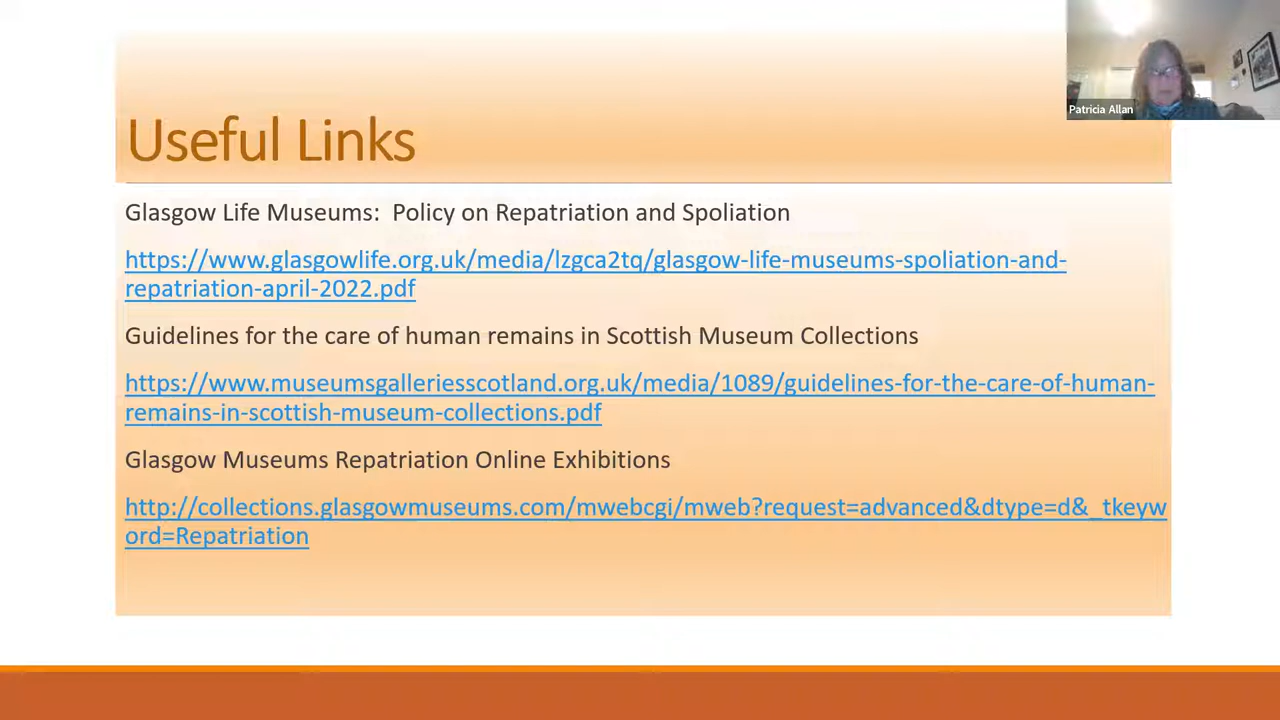 Patricia Allan
Useful Links
Glasgow Life Museums:  Policy on Repatriation and Spoliation
https://www.glasgowlife.org.uk/media/lzgca2tq/glasgow-life-museums-spoliation-and-
repatriation-april-2022.pdf
Guidelines for the care of human remains in Scottish Museum Collections
https://www.museumsgalleriesscotland.org.uk/media/1089/guidelines-for-the-care-of-human-
remains-in-scottish-museum-collections.pdf
Glasgow Museums Repatriation Online Exhibitions
http://collections.glasgowmuseums.com/mwebcgi/mweb?request=advanced&dtype=d&_tkeyw
ord=Repatriation